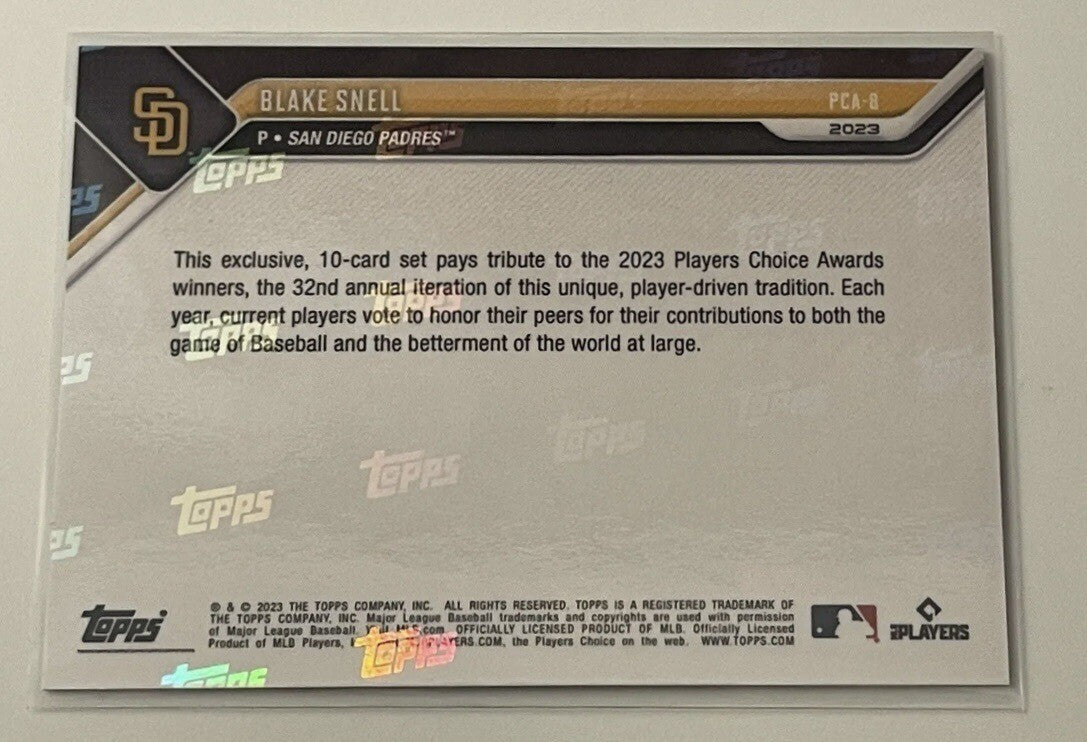 SD
BLAKE SNELL
PCA-8
P • SAN DIEGO PADRES™
2023
This exclusive, 10-card set pays tribute to the 2023 Players Choice Awards
winners, the 32nd annual iteration of this unique, player-driven tradition. Each
year, current players vote to honor their peers for their contributions to both the
game of Baseball and the betterment of the world at large.
Topps
® & © 2023 THE TOPPS COMPANY, INC. ALL RIGHTS RESERVED. TOPPS IS A REGISTERED TRADEMARK OF
THE TOPPS COMPANY, INC. Major League Baseball trademarks and copyrights are used with permission
of Major League Baseball. OFFICIALLY LICENSED PRODUCT OF MLB. Officially Licensed
Product of MLB Players, the Players Choice on the web. WWW.TOPPS.COM
PLAYERS